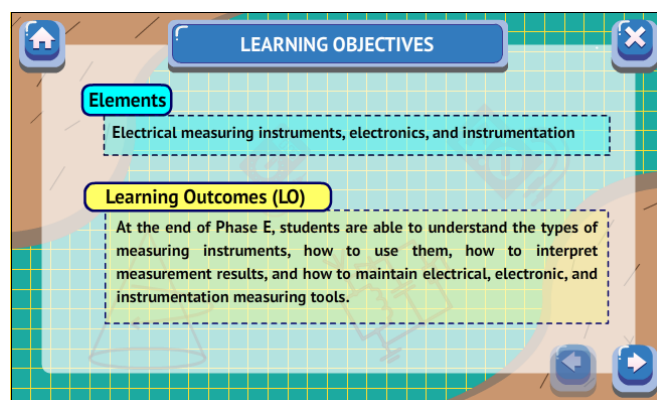 LEARNING OBJECTIVES
Elements
Electrical measuring instruments, electronics, and instrumentation
Learning Outcomes (LO)
At the end of Phase E, students are able to understand the types of
measuring instruments, how to use them, how to interpret
measurement results, and how to maintain electrical, electronic, and
instrumentation measuring tools.